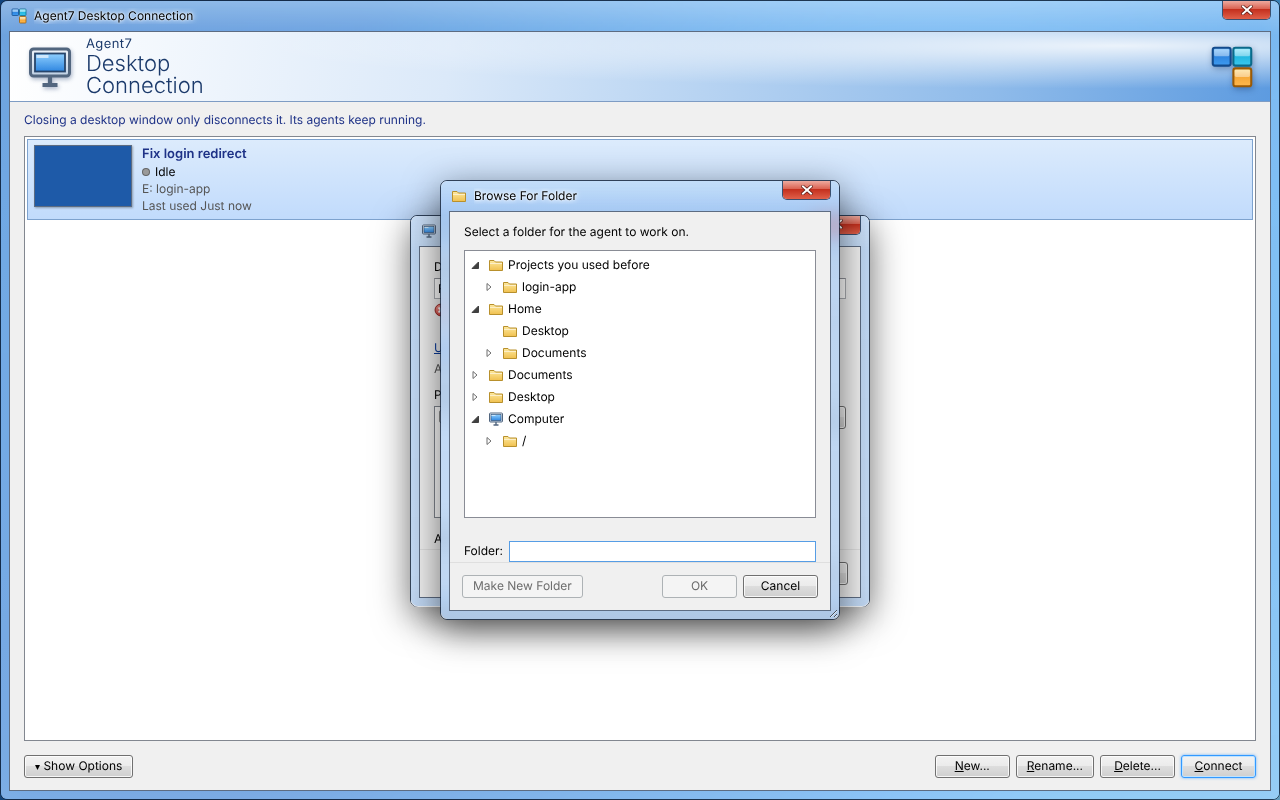 Agent7 Desktop Connection
Agent7
Desktop
Connection
Closing a desktop window only disconnects it. Its agents keep running.
Fix login redirect
Idle
E: login-app
Last used Just now
Browse For Folder
Select a folder for the agent to work on.
Projects you used before
login-app
Home
Desktop
Documents
Documents
Desktop
Computer
/
Folder:
Make New Folder
OK
Cancel
Show Options
New...
Rename...
Delete...
Connect